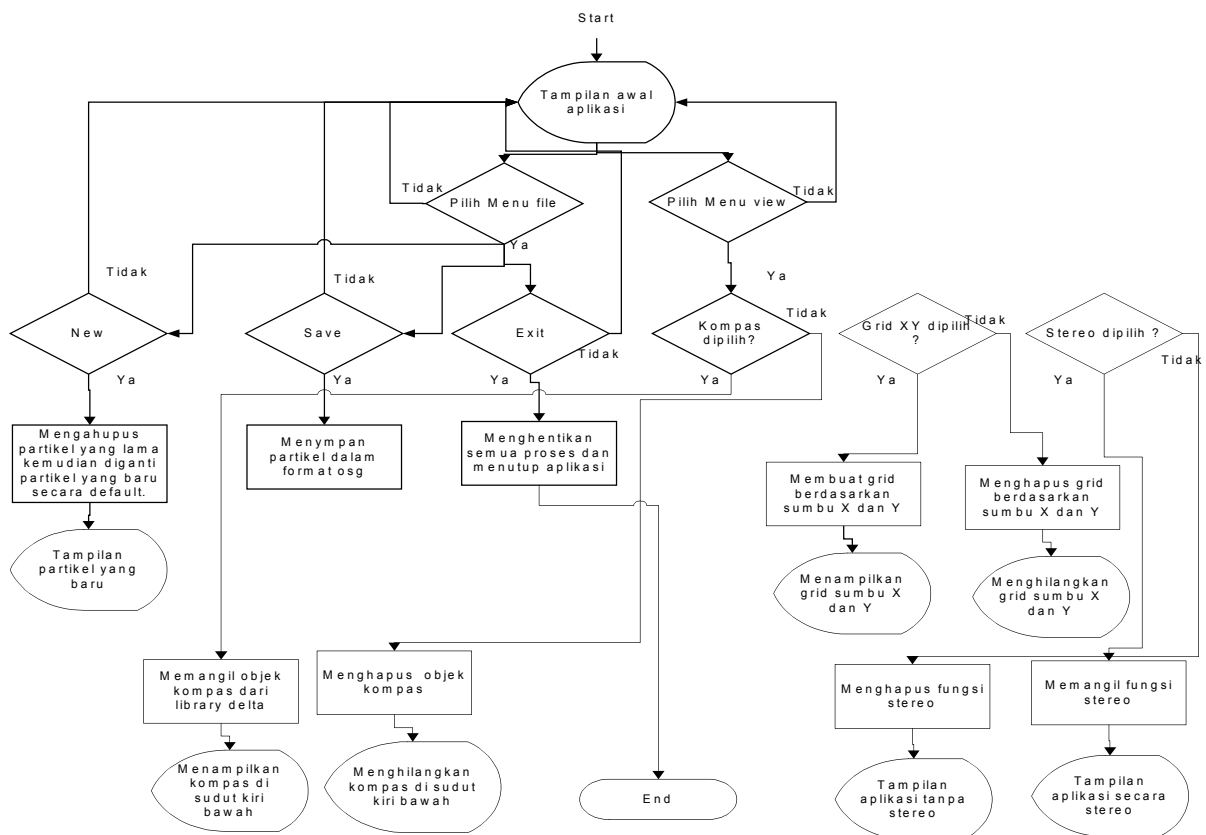 Start
Tampilan awal
aplikasi
Tidak
Pilih Menu file
Ya
Pilih Menu view
Tidak
Tidak
Tidak
Ya
Tidak
New
Save
Exit
Tidak
Kompas
dipilih?
Grid XY dipilih
?
Tidak
Stereo dipilih ?
Tidak
Ya
Ya
Ya
Ya
Ya
Ya
Mengahupus
partikel yang lama
kemudian diganti
partikel yang baru
secara default.
Menympan
partikel dalam
format osg
Menghentikan
semua proses dan
menutup aplikasi
Membuat grid
berdasarkan
sumbu X dan Y
Menghapus grid
berdasarkan
sumbu X dan Y
Tampilan
partikel yang
baru
Menampilkan
grid sumbu X
dan Y
Menghilangkan
grid sumbu X
dan Y
Memangil objek
kompas dari
library delta
Menghapus objek
kompas
Menghapus fungsi
stereo
Memangil fungsi
stereo
Menampilkan
kompas di
sudut kiri
bawah
Menghilangkan
kompas di sudut
kiri bawah
End
Tampilan
aplikasi tanpa
stereo
Tampilan
aplikasi secara
stereo